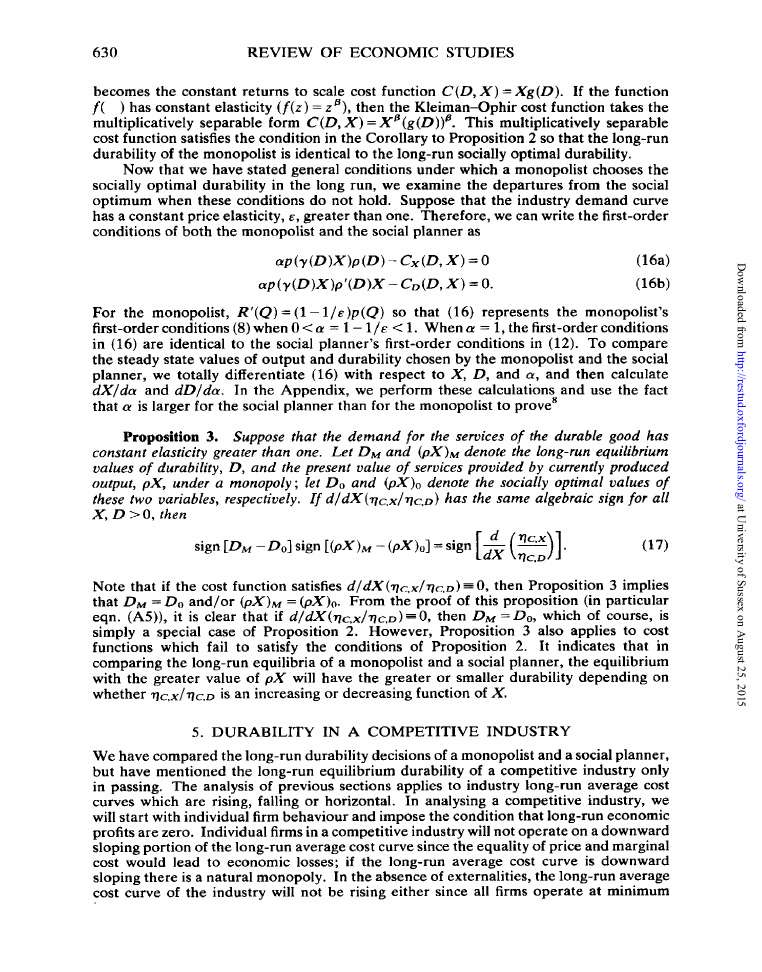 630 REVIEW OF ECONOMIC STUDIES
becomes the constant returns to scale cost function C(D, X) = Xg(D). If the function
f( ) has constant elasticity (f(z) = z^β), then the Kleiman–Ophir cost function takes the
multiplicatively separable form C(D, X) = X^β(g(D))^β. This multiplicatively separable
cost function satisfies the condition in the Corollary to Proposition 2 so that the long-run
durability of the monopolist is identical to the long-run socially optimal durability.
Now that we have stated general conditions under which a monopolist chooses the
socially optimal durability in the long run, we examine the departures from the social
optimum when these conditions do not hold. Suppose that the industry demand curve
has a constant price elasticity, ε, greater than one. Therefore, we can write the first-order
conditions of both the monopolist and the social planner as
αp(γ(D)X)ρ(D) − C_X(D, X) = 0 (16a)
αp(γ(D)X)ρ'(D)X − C_D(D, X) = 0. (16b)
For the monopolist, R'(Q) = (1 − 1/ε)p(Q) so that (16) represents the monopolist's
first-order conditions (8) when 0 < α = 1 − 1/ε < 1. When α = 1, the first-order conditions
in (16) are identical to the social planner's first-order conditions in (12). To compare
the steady state values of output and durability chosen by the monopolist and the social
planner, we totally differentiate (16) with respect to X, D, and α, and then calculate
dX/dα and dD/dα. In the Appendix, we perform these calculations and use the fact
that α is larger for the social planner than for the monopolist to prove⁸
Proposition 3. Suppose that the demand for the services of the durable good has
constant elasticity greater than one. Let D_M and (ρX)_M denote the long-run equilibrium
values of durability, D, and the present value of services provided by currently produced
output, ρX, under a monopoly; let D₀ and (ρX)₀ denote the socially optimal values of
these two variables, respectively. If d/dX(η_C,X/η_C,D) has the same algebraic sign for all
X, D > 0, then
sign [D_M − D₀] sign [(ρX)_M − (ρX)₀] = sign [d/dX (η_C,X/η_C,D)]. (17)
Note that if the cost function satisfies d/dX(η_C,X/η_C,D) ≡ 0, then Proposition 3 implies
that D_M = D₀ and/or (ρX)_M = (ρX)₀. From the proof of this proposition (in particular
eqn. (A5)), it is clear that if d/dX(η_C,X/η_C,D) ≡ 0, then D_M = D₀, which of course, is
simply a special case of Proposition 2. However, Proposition 3 also applies to cost
functions which fail to satisfy the conditions of Proposition 2. It indicates that in
comparing the long-run equilibria of a monopolist and a social planner, the equilibrium
with the greater value of ρX will have the greater or smaller durability depending on
whether η_C,X/η_C,D is an increasing or decreasing function of X.
5. DURABILITY IN A COMPETITIVE INDUSTRY
We have compared the long-run durability decisions of a monopolist and a social planner,
but have mentioned the long-run equilibrium durability of a competitive industry only
in passing. The analysis of previous sections applies to industry long-run average cost
curves which are rising, falling or horizontal. In analysing a competitive industry, we
will start with individual firm behaviour and impose the condition that long-run economic
profits are zero. Individual firms in a competitive industry will not operate on a downward
sloping portion of the long-run average cost curve since the equality of price and marginal
cost would lead to economic losses; if the long-run average cost curve is downward
sloping there is a natural monopoly. In the absence of externalities, the long-run average
cost curve of the industry will not be rising either since all firms operate at minimum
Downloaded from http://restud.oxfordjournals.org/ at University of Sussex on August 25, 2015